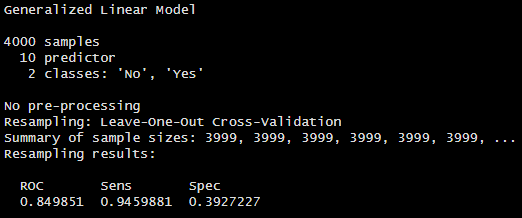 Generalized Linear Model
4000 samples
10 predictor
2 classes: 'No', 'Yes'
No pre-processing
Resampling: Leave-One-Out Cross-Validation
Summary of sample sizes: 3999, 3999, 3999, 3999, 3999, 3999, ...
Resampling results:
ROC Sens Spec
0.849851 0.9459881 0.3927227